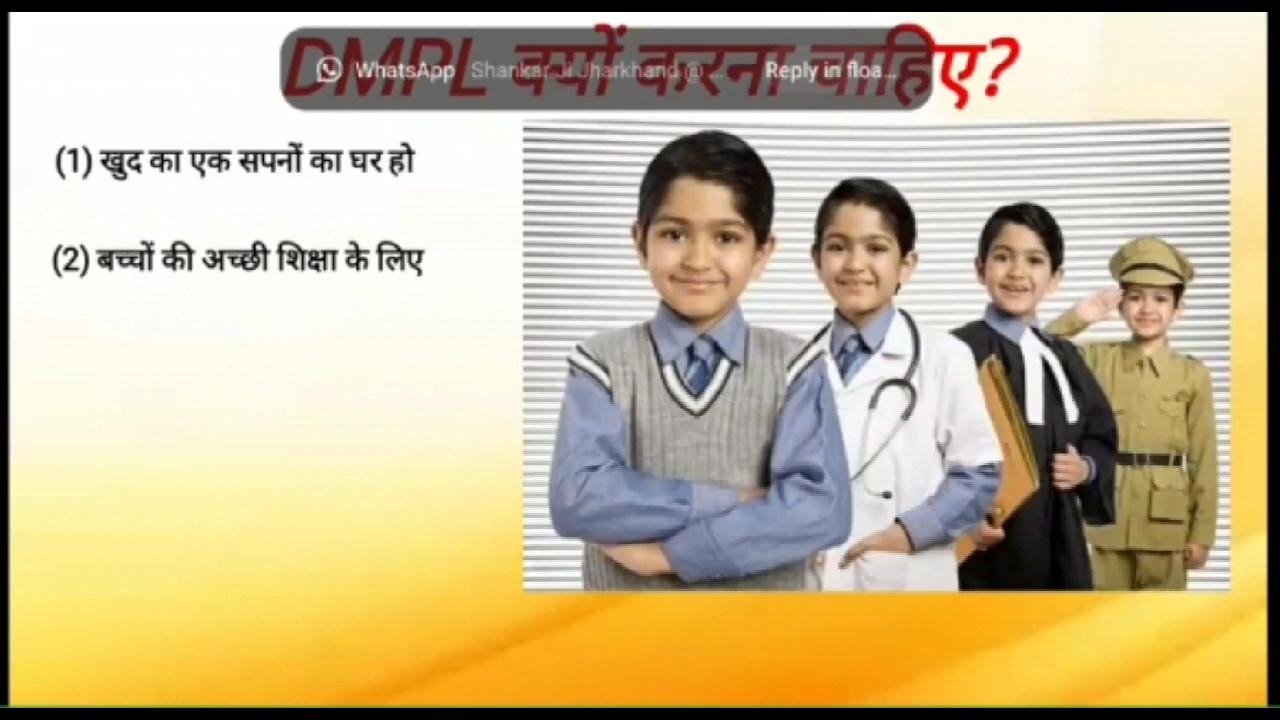 DMPL क्यों करना चाहिए?
WhatsApp Shankar Ji Jharkhand @ ... Reply in floa...
(1) खुद का एक सपनों का घर हो
(2) बच्चों की अच्छी शिक्षा के लिए